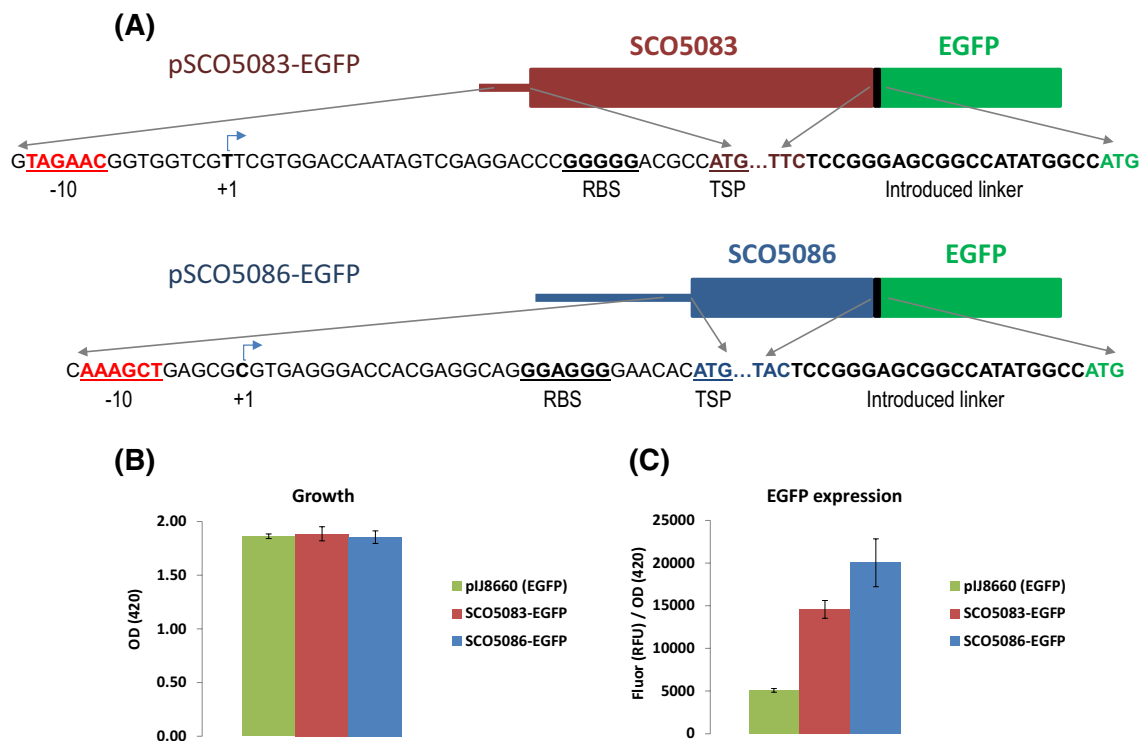 (A)
SCO5083 EGFP
pSCO5083-EGFP
GTAGAACGGTGGTCGTTCGTGGACCAATAGTCGAGGACCCGGGGGACGCCATG...TTCTCCGGGAGCGGCCATATGGCCATG
-10 +1 RBS TSP Introduced linker
SCO5086 EGFP
pSCO5086-EGFP
CAAAGCTGAGCGCGTGAGGGACCACGAGGCAGGGAGGGGAACACATG...TACTCCGGGAGCGGCCATATGGCCATG
-10 +1 RBS TSP Introduced linker
(B)
Growth
OD (420)
2.00
1.50
1.00
0.50
0.00
pIJ8660 (EGFP)
SCO5083-EGFP
SCO5086-EGFP
(C)
EGFP expression
Fluor (RFU) / OD (420)
25000
20000
15000
10000
5000
0
pIJ8660 (EGFP)
SCO5083-EGFP
SCO5086-EGFP